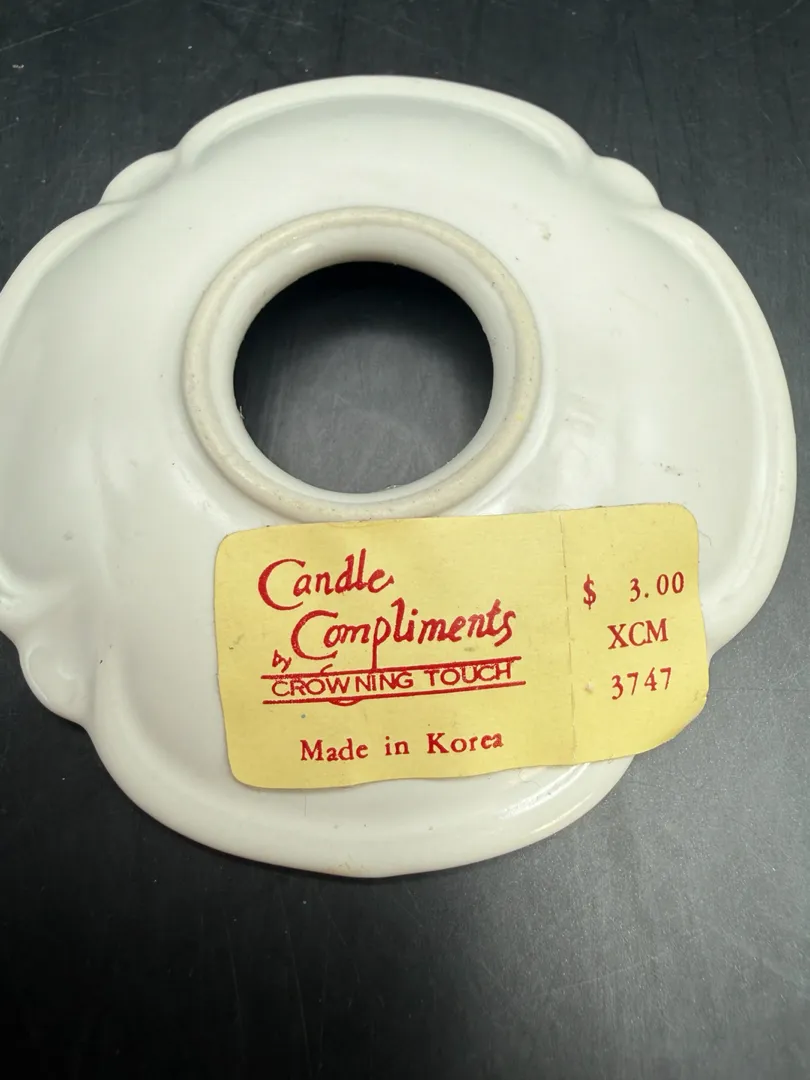 Candle
Compliments
by
CROWNING TOUCH
Made in Korea
$ 3.00
XCM
3747